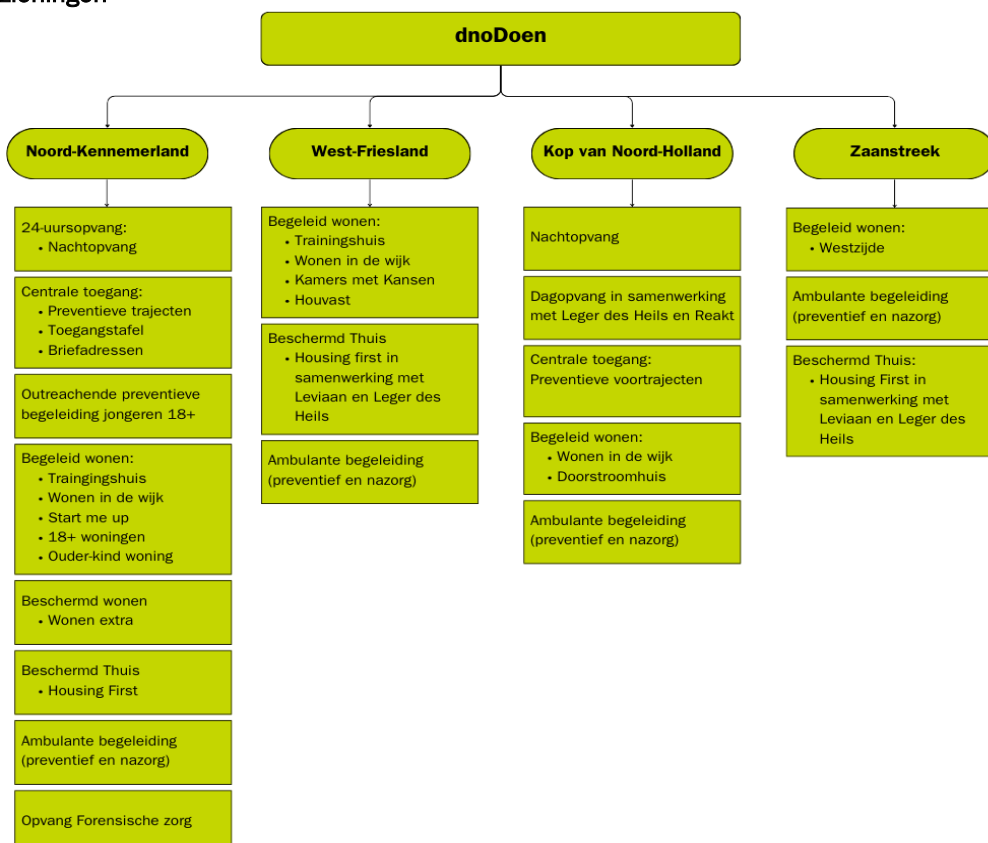 dnoDoen
Noord-Kennemerland
West-Friesland
Kop van Noord-Holland
Zaanstreek
24-uursopvang:
• Nachtopvang
Centrale toegang:
• Preventieve trajecten
• Toegangstafel
• Briefadressen
Outreachende preventieve
begeleiding jongeren 18+
Begeleid wonen:
• Traingingshuis
• Wonen in de wijk
• Start me up
• 18+ woningen
• Ouder-kind woning
Beschermd wonen
• Wonen extra
Beschermd Thuis
• Housing First
Ambulante begeleiding
(preventief en nazorg)
Opvang Forensische zorg
Begeleid wonen:
• Trainingshuis
• Wonen in de wijk
• Kamers met Kansen
• Houvast
Beschermd Thuis
• Housing first in
samenwerking met
Leviaan en Leger des
Heils
Ambulante begeleiding
(preventief en nazorg)
Nachtopvang
Dagopvang in samenwerking
met Leger des Heils en Reakt
Centrale toegang:
Preventieve voortrajecten
Begeleid wonen:
• Wonen in de wijk
• Doorstroomhuis
Ambulante begeleiding
(preventief en nazorg)
Begeleid wonen:
• Westzijde
Ambulante begeleiding
(preventief en nazorg)
Beschermd Thuis:
• Housing First in
samenwerking met
Leviaan en Leger des
Heils